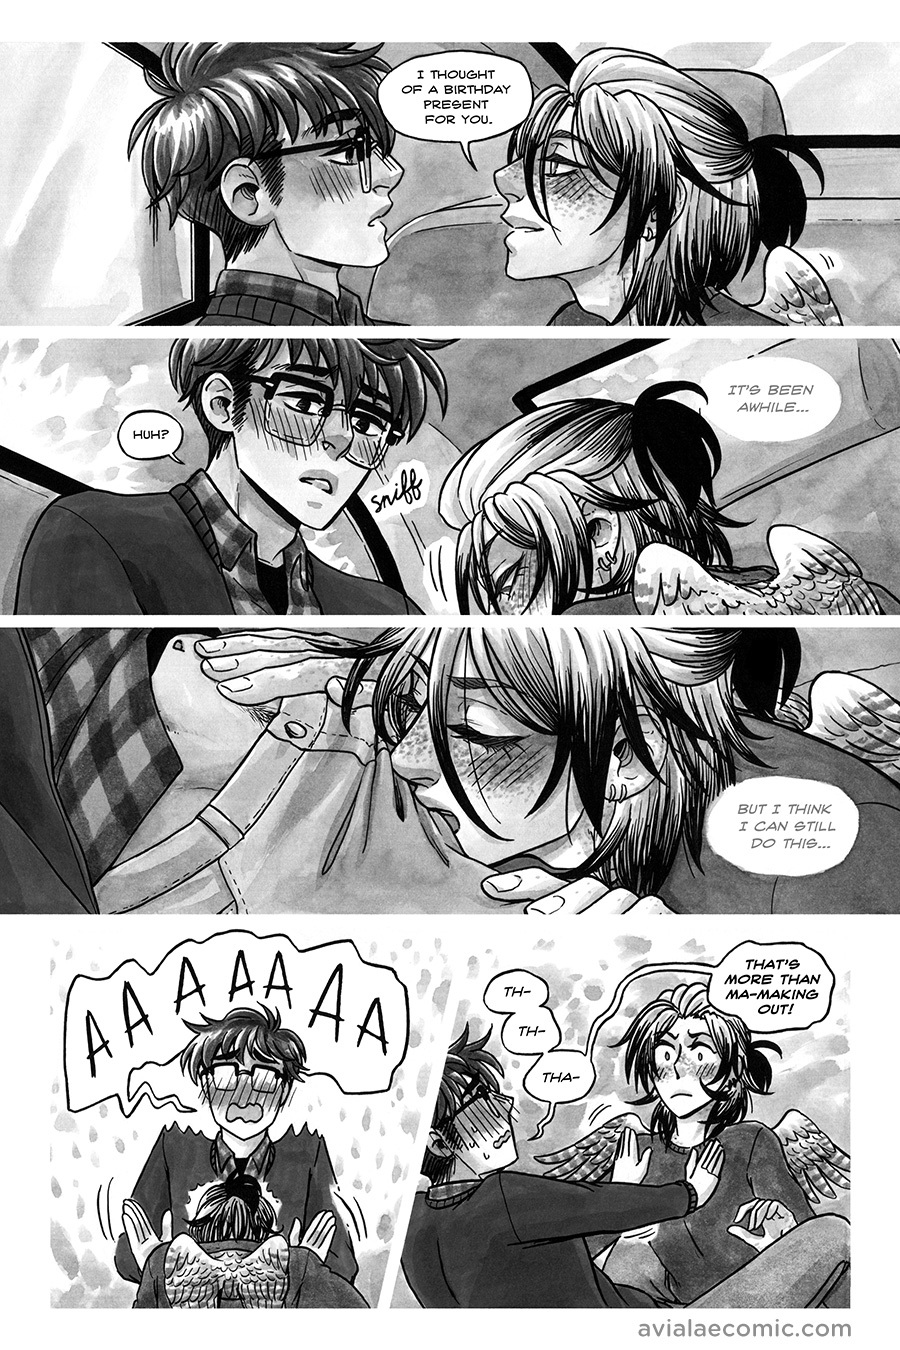 I THOUGHT
OF A BIRTHDAY
PRESENT
FOR YOU.
HUH?
sniff
IT'S BEEN
AWHILE...
BUT I THINK
I CAN STILL
DO THIS...
AAAAAAA
TH-
TH-
THA-
THAT'S
MORE THAN
MA-MAKING
OUT!
avialaecomic.com